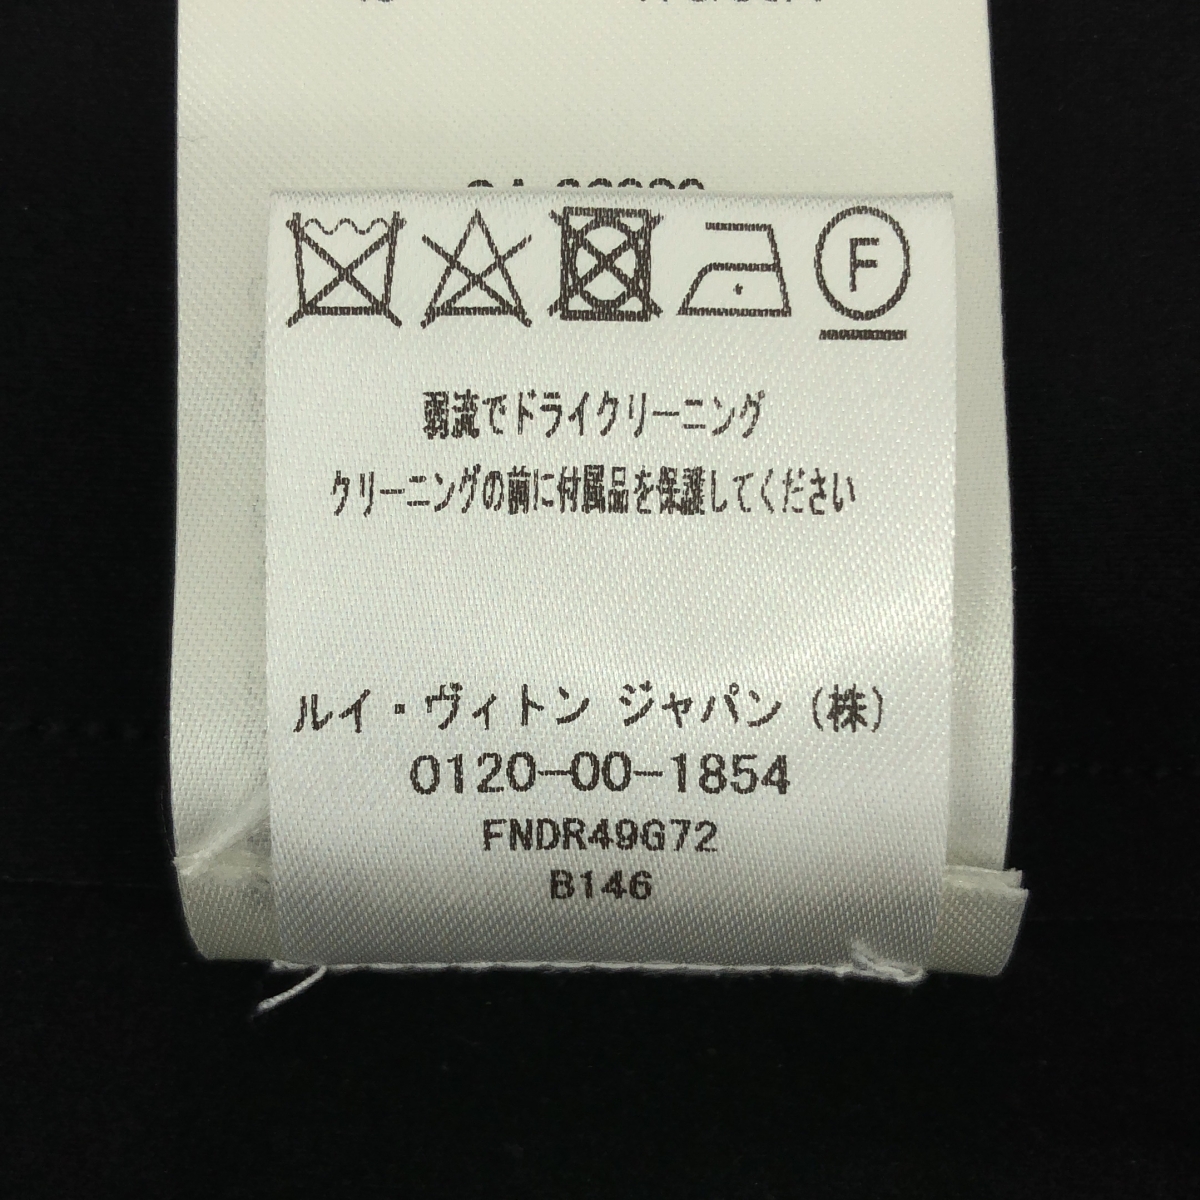 F
弱流でドライクリーニング
クリーニングの前に付属品を保護してください
ルイ・ヴィトン ジャパン (株)
0120-00-1854
FNDR49G72
B146